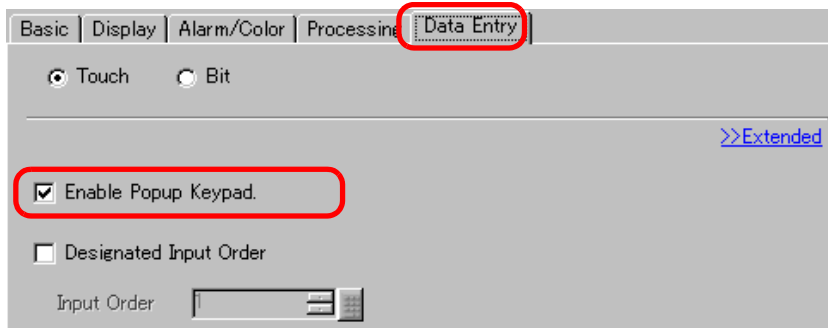 Basic Display Alarm/Color Processing Data Entry
Touch Bit
>>Extended
Enable Popup Keypad.
Designated Input Order
Input Order 1